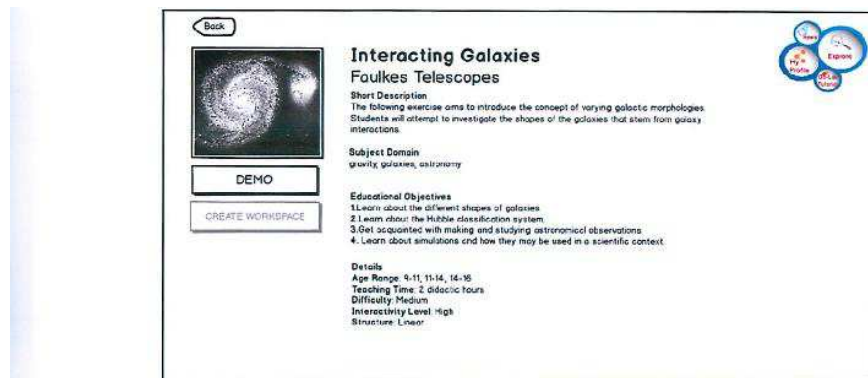 Back
Interacting Galaxies
Faulkes Telescopes
Short Description
The following exercise aims to introduce the concept of varying galactic morphologies.
Students will attempt to investigate the shapes of the galaxies that stem from galaxy
interactions.
Subject Domain
gravity, galaxies, astronomy
DEMO
CREATE WORKSPACE
Educational Objectives
1.Learn about the different shapes of galaxies
2.Learn about the Hubble classification system
3.Get acquainted with making and studying astronomical observations
4. Learn about simulations and how they may be used in a scientific context.
Details
Age Range: 9-11, 11-14, 14-16
Teaching Time: 2 didactic hours
Difficulty: Medium
Interactivity Level: High
Structure: Linear
News
Explore
My
Profile